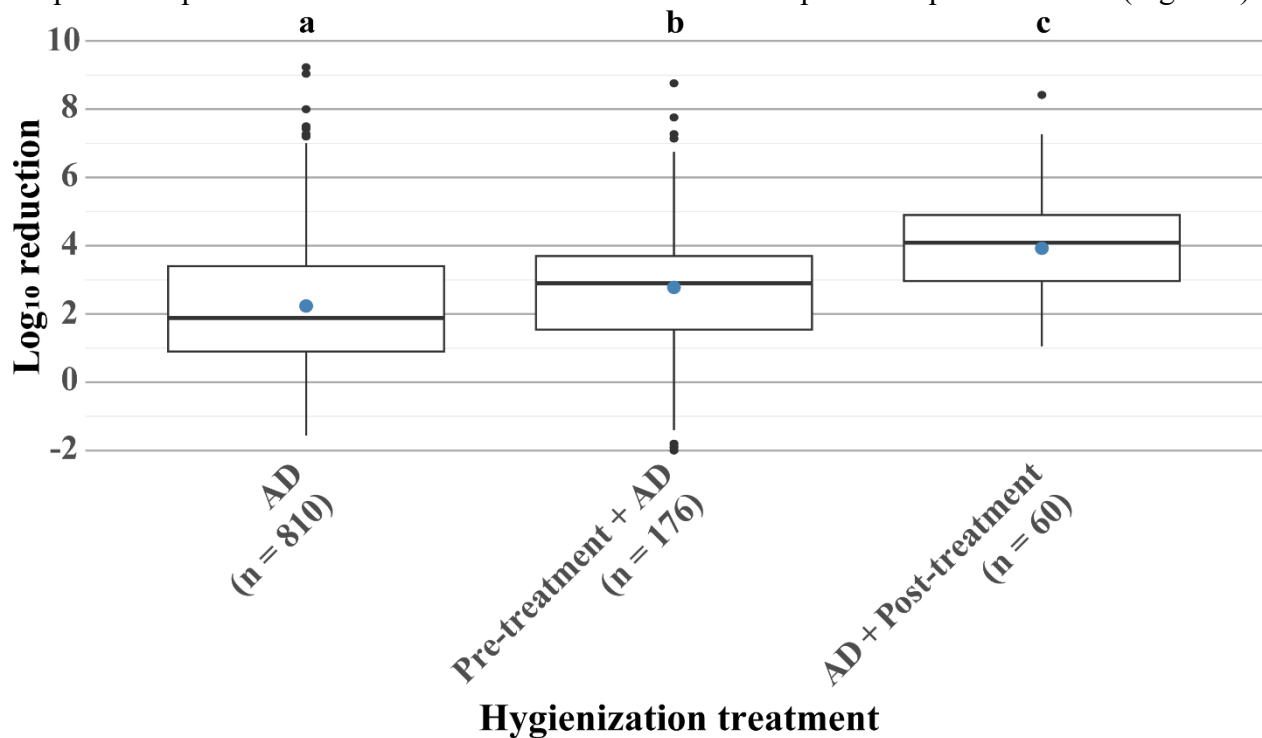 a b c
10
8
6
4
2
0
-2
Log₁₀ reduction
AD
(n = 810)
Pre-treatment + AD
(n = 176)
AD + Post-treatment
(n = 60)
Hygienization treatment